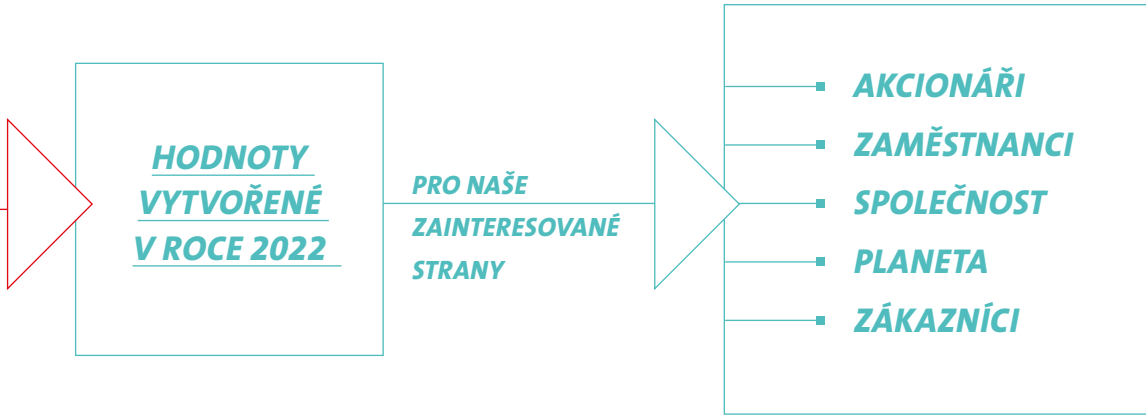 HODNOTY
VYTVOŘENÉ
V ROCE 2022
PRO NAŠE
ZAINTERESOVANÉ
STRANY
AKCIONÁŘI
ZAMĚSTNANCI
SPOLEČNOST
PLANETA
ZÁKAZNÍCI